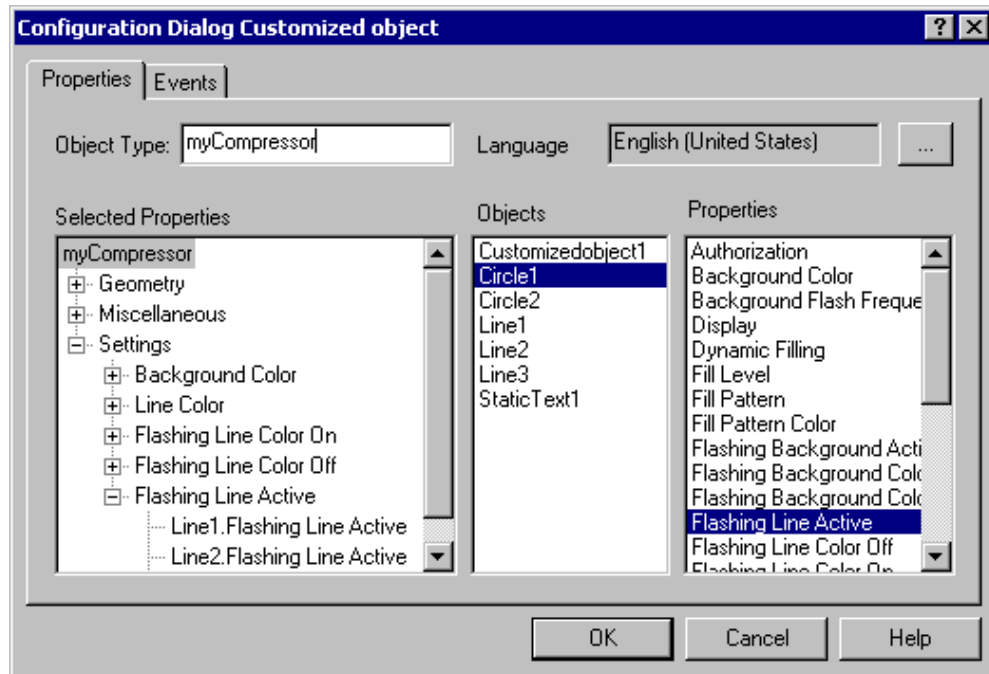 Configuration Dialog Customized object
Properties
Events
Object Type:
myCompressor
Language
English (United States)
...
Selected Properties
myCompressor
Geometry
Miscellaneous
Settings
Background Color
Line Color
Flashing Line Color On
Flashing Line Color Off
Flashing Line Active
Line1.Flashing Line Active
Line2.Flashing Line Active
Objects
Customizedobject1
Circle1
Circle2
Line1
Line2
Line3
StaticText1
Properties
Authorization
Background Color
Background Flash Freque
Display
Dynamic Filling
Fill Level
Fill Pattern
Fill Pattern Color
Flashing Background Acti
Flashing Background Colo
Flashing Background Colo
Flashing Line Active
Flashing Line Color Off
Flashing Line Color On
OK
Cancel
Help